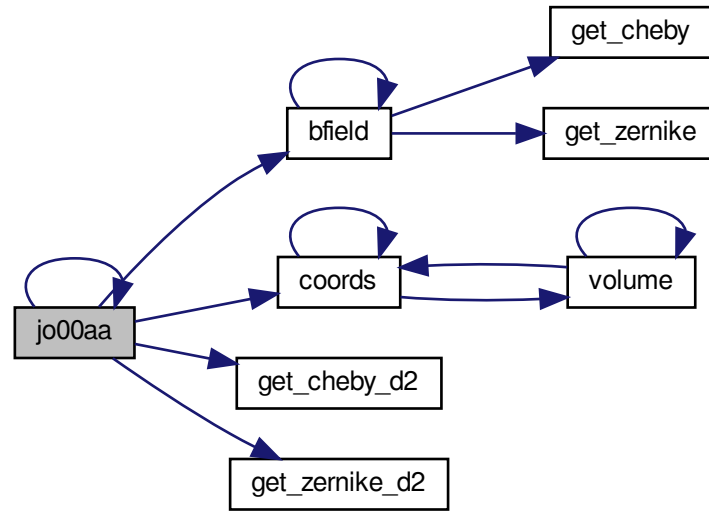 get_cheby
bfield
get_zernike
coords
volume
jo00aa
get_cheby_d2
get_zernike_d2